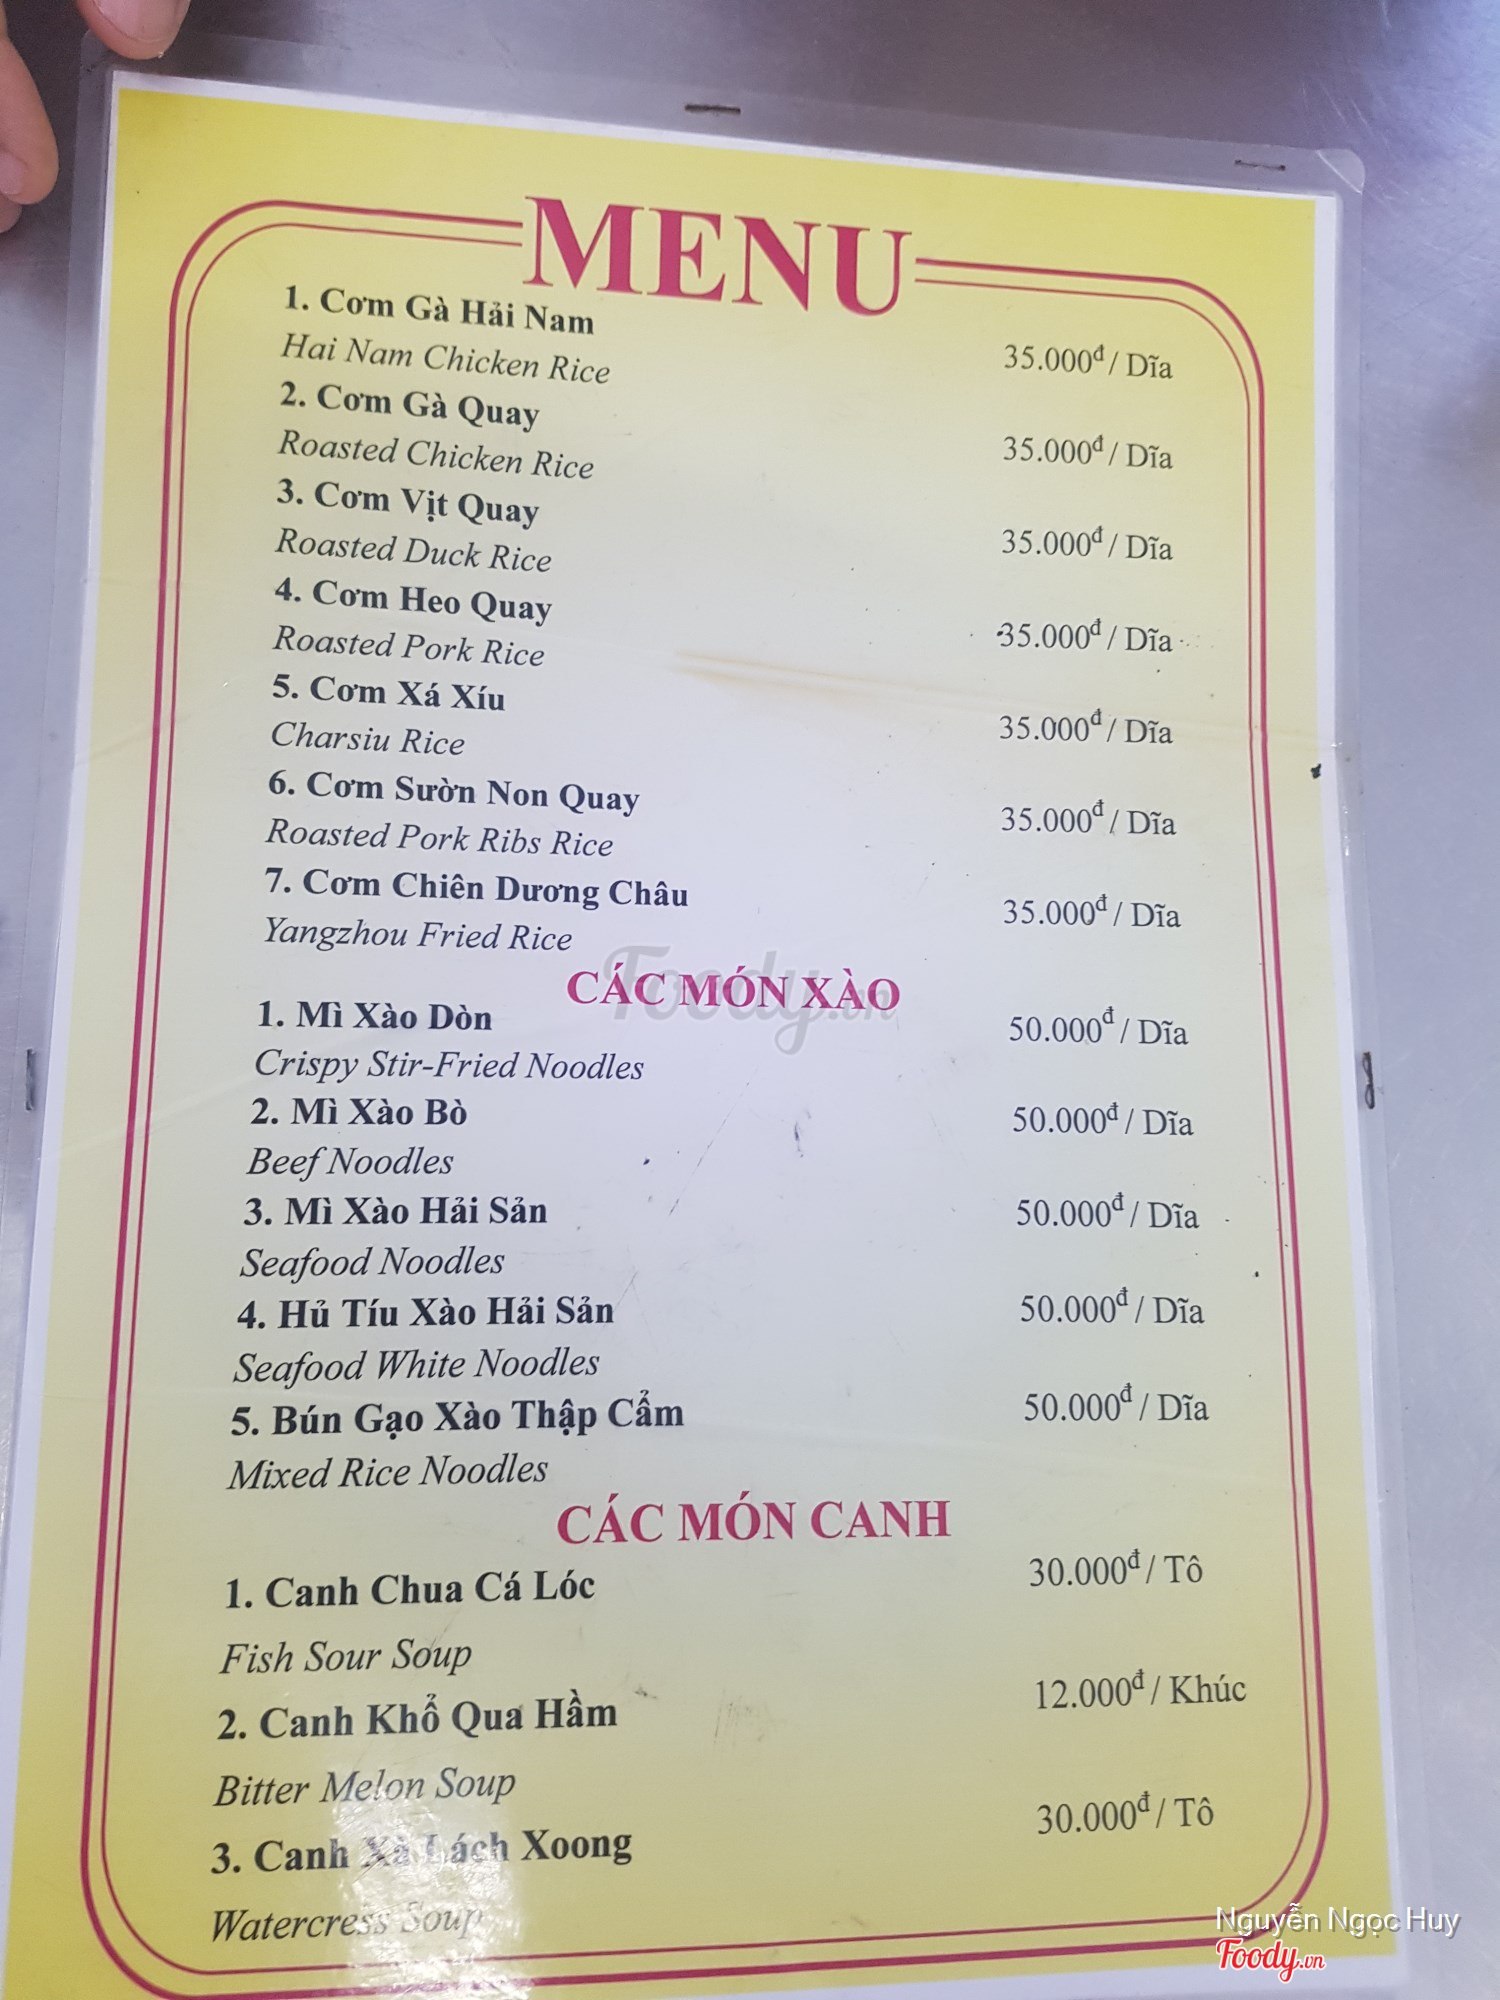 MENU
1. Cơm Gà Hải Nam
Hai Nam Chicken Rice
35.000đ / Dĩa
2. Cơm Gà Quay
Roasted Chicken Rice
35.000đ / Dĩa
3. Cơm Vịt Quay
Roasted Duck Rice
35.000đ / Dĩa
4. Cơm Heo Quay
Roasted Pork Rice
35.000đ / Dĩa
5. Cơm Xá Xíu
Charsiu Rice
35.000đ / Dĩa
6. Cơm Sườn Non Quay
Roasted Pork Ribs Rice
35.000đ / Dĩa
7. Cơm Chiên Dương Châu
Yangzhou Fried Rice
35.000đ / Dĩa
CÁC MÓN XÀO
Foody.vn
1. Mì Xào Dòn
Crispy Stir-Fried Noodles
50.000đ / Dĩa
2. Mì Xào Bò
Beef Noodles
50.000đ / Dĩa
3. Mì Xào Hải Sản
Seafood Noodles
50.000đ / Dĩa
4. Hủ Tíu Xào Hải Sản
Seafood White Noodles
50.000đ / Dĩa
5. Bún Gạo Xào Thập Cẩm
Mixed Rice Noodles
50.000đ / Dĩa
CÁC MÓN CANH
1. Canh Chua Cá Lóc
Fish Sour Soup
30.000đ / Tô
2. Canh Khổ Qua Hầm
Bitter Melon Soup
12.000đ / Khúc
3. Canh Xà Lách Xoong
Watercress Soup
30.000đ / Tô
Nguyễn Ngọc Huy
Foody.vn